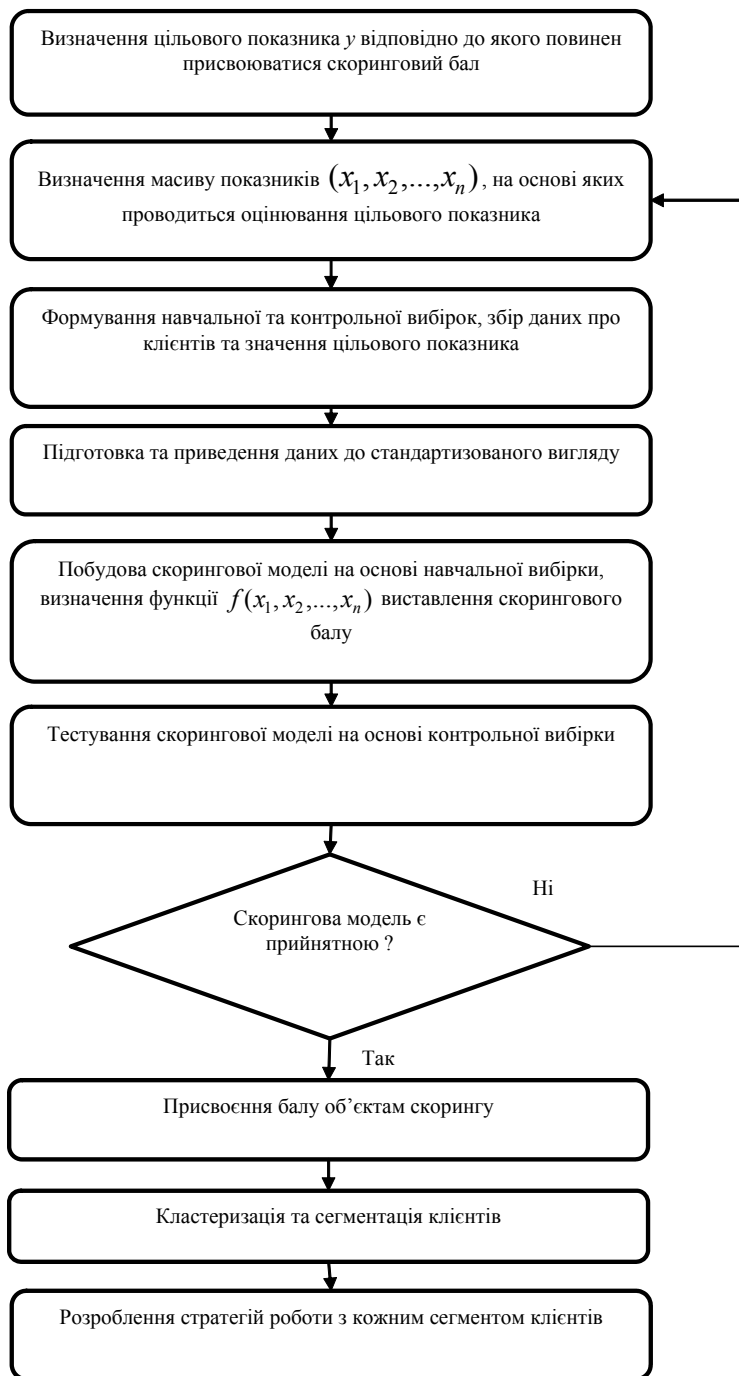 Визначення цільового показника y відповідно до якого повинен
присвоюватися скоринговий бал
Визначення масиву показників (x₁, x₂,..., xₙ), на основі яких
проводиться оцінювання цільового показника
Формування навчальної та контрольної вибірок, збір даних про
клієнтів та значення цільового показника
Підготовка та приведення даних до стандартизованого вигляду
Побудова скорингової моделі на основі навчальної вибірки,
визначення функції f(x₁, x₂,..., xₙ) виставлення скорингового
балу
Тестування скорингової моделі на основі контрольної вибірки
Ні
Скорингова модель є
прийнятною ?
Так
Присвоєння балу об’єктам скорингу
Кластеризація та сегментація клієнтів
Розроблення стратегій роботи з кожним сегментом клієнтів